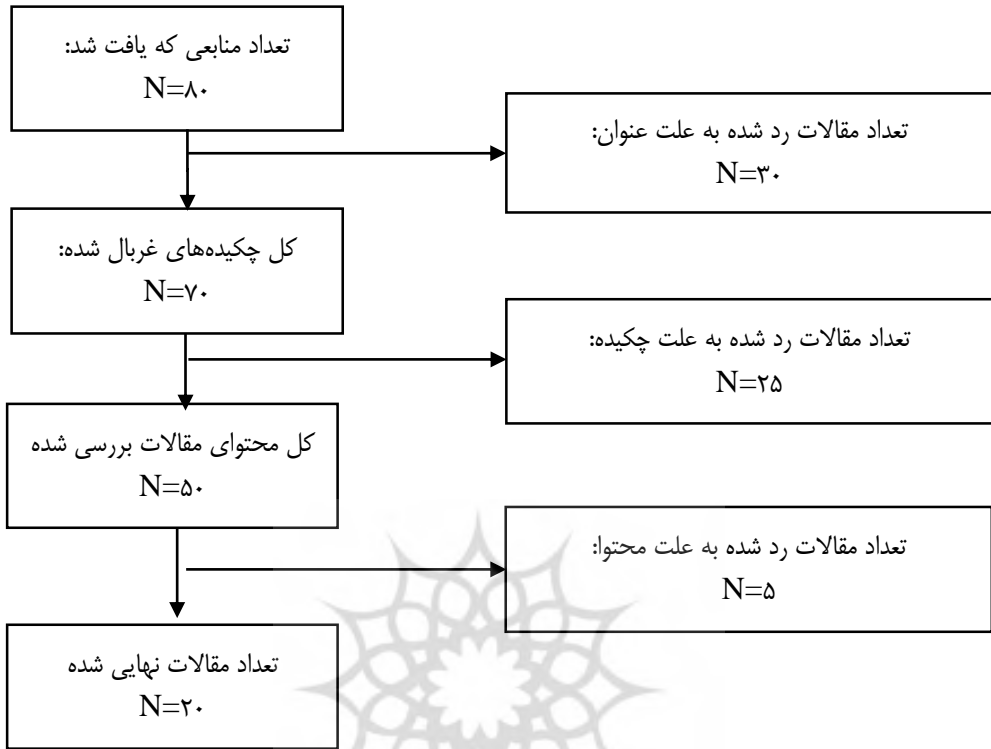 تعداد منابعی که یافت شد:
N=۸۰
تعداد مقالات رد شده به علت عنوان:
N=۳۰
کل چکیده‌های غربال شده:
N=۷۰
تعداد مقالات رد شده به علت چکیده:
N=۲۵
کل محتوای مقالات بررسی شده
N=۵۰
تعداد مقالات رد شده به علت محتوا:
N=۵
تعداد مقالات نهایی شده
N=۲۰